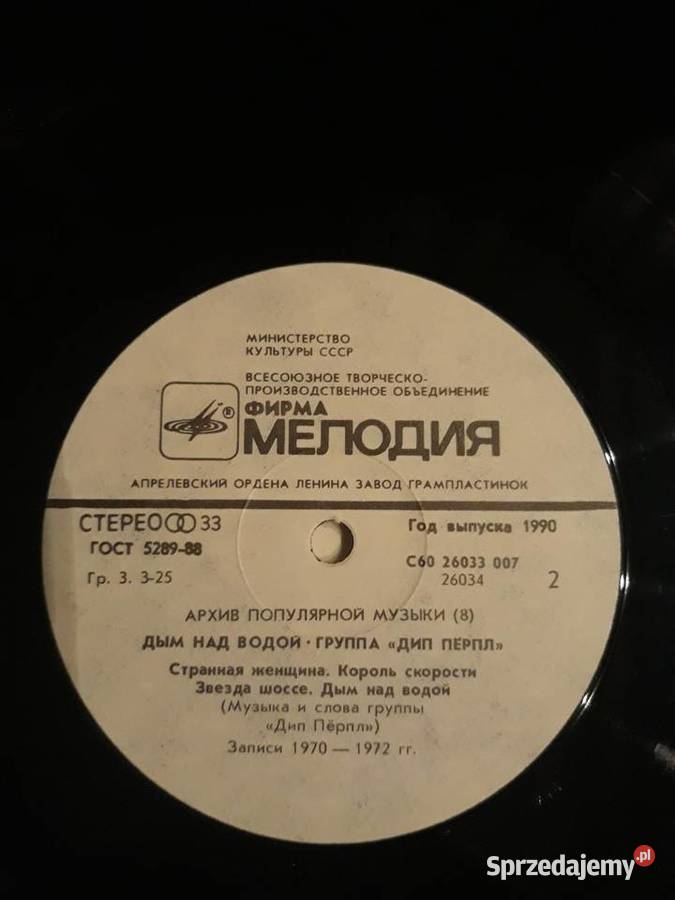 МИНИСТЕРСТВО
КУЛЬТУРЫ СССР
ВСЕСОЮЗНОЕ ТВОРЧЕСКО-
ПРОИЗВОДСТВЕННОЕ ОБЪЕДИНЕНИЕ
®
ФИРМА
МЕЛОДИЯ
АПРЕЛЕВСКИЙ ОРДЕНА ЛЕНИНА ЗАВОД ГРАМПЛАСТИНОК
СТЕРЕО 33
Год выпуска 1990
ГОСТ 5289-88
С60 26033 007
Гр. 3. 3-25
26034
2
АРХИВ ПОПУЛЯРНОЙ МУЗЫКИ (8)
ДЫМ НАД ВОДОЙ · ГРУППА «ДИП ПЁРПЛ»
Странная женщина. Король скорости
Звезда шоссе. Дым над водой
(Музыка и слова группы
«Дип Пёрпл»)
Записи 1970 — 1972 гг.
Sprzedajemy.pl